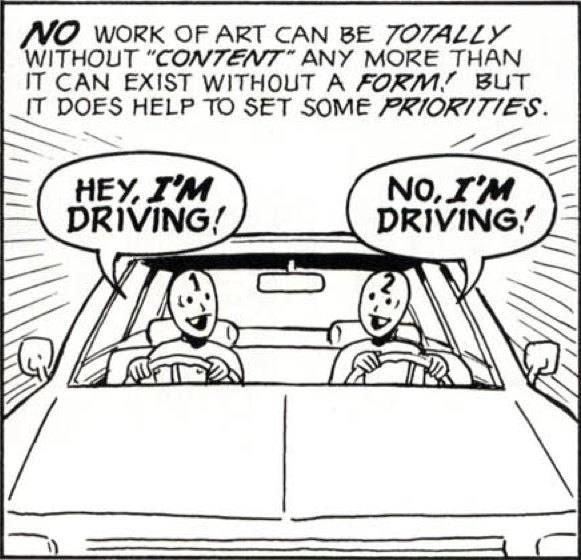 NO WORK OF ART CAN BE TOTALLY
WITHOUT "CONTENT" ANY MORE THAN
IT CAN EXIST WITHOUT A FORM! BUT
IT DOES HELP TO SET SOME PRIORITIES.
HEY, I'M
DRIVING!
NO, I'M
DRIVING!
1
2